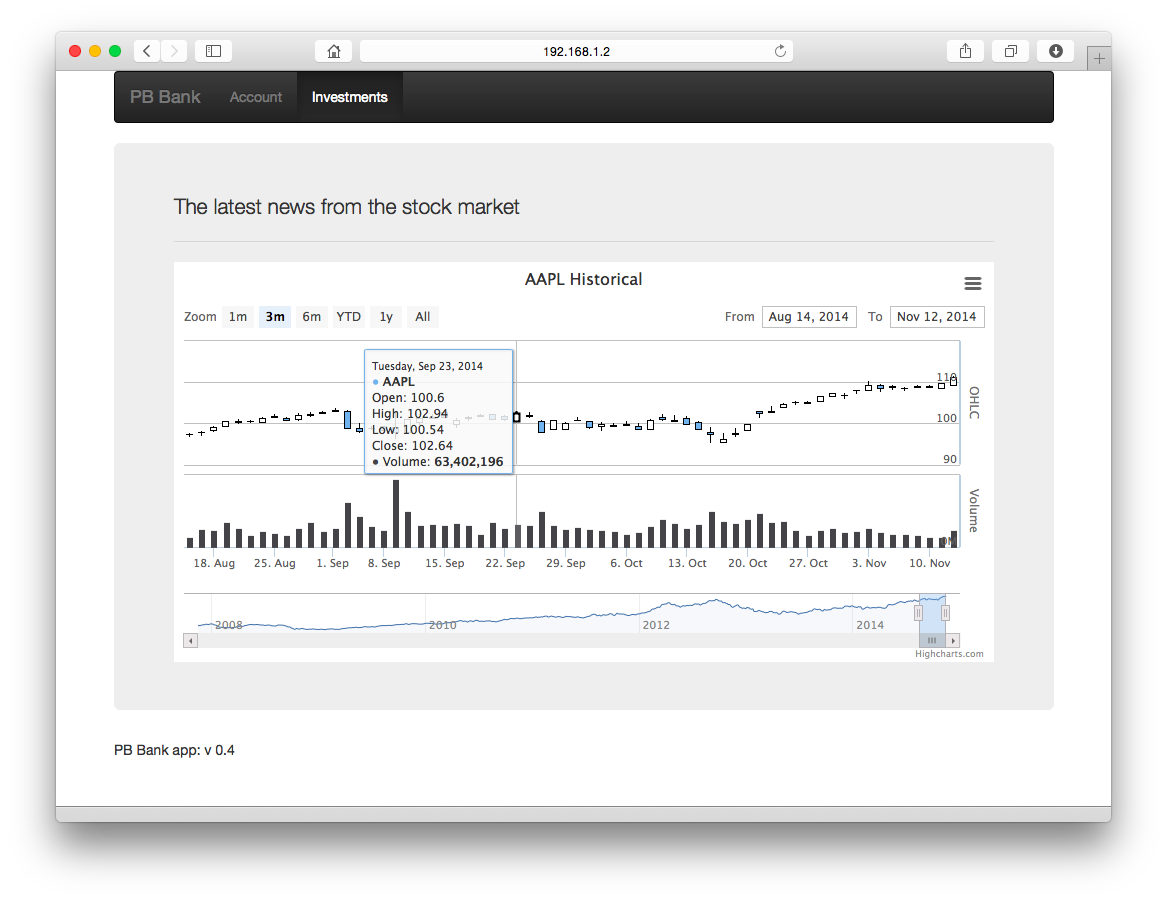 192.168.1.2
PB Bank Account Investments
The latest news from the stock market
AAPL Historical
Zoom 1m 3m 6m YTD 1y All From Aug 14, 2014 To Nov 12, 2014
Tuesday, Sep 23, 2014
● AAPL
Open: 100.6
High: 102.94
Low: 100.54
Close: 102.64
● Volume: 63,402,196
110
100
90
OHLC
Volume
0M
18. Aug 25. Aug 1. Sep 8. Sep 15. Sep 22. Sep 29. Sep 6. Oct 13. Oct 20. Oct 27. Oct 3. Nov 10. Nov
2008 2010 2012 2014
Highcharts.com
PB Bank app: v 0.4